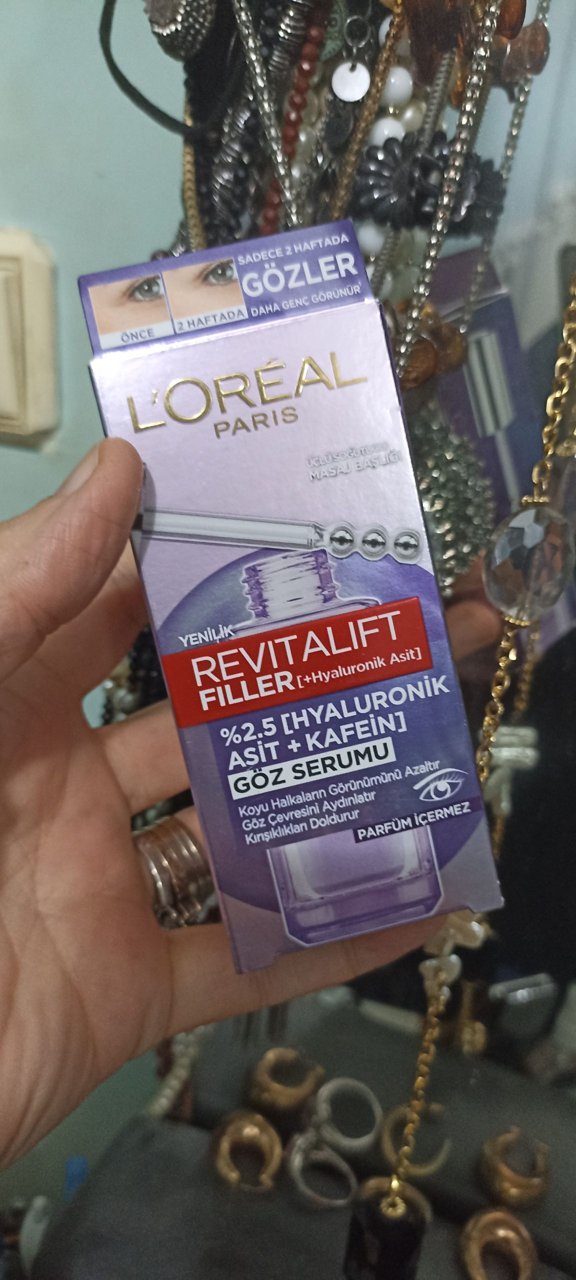 SADECE 2 HAFTADA
GÖZLER
DAHA GENÇ GÖRÜNÜR
ÖNCE
2 HAFTADA
L'ORÉAL
PARIS
ÜÇLÜ SOĞUTUCU
MASAJ BAŞLIĞI
YENİLİK
REVITALIFT
FILLER [+Hyaluronik Asit]
%2.5 [HYALURONİK
ASİT + KAFEİN]
GÖZ SERUMU
Koyu Halkaların Görünümünü Azaltır
Göz Çevresini Aydınlatır
Kırışıklıkları Doldurur
PARFÜM İÇERMEZ